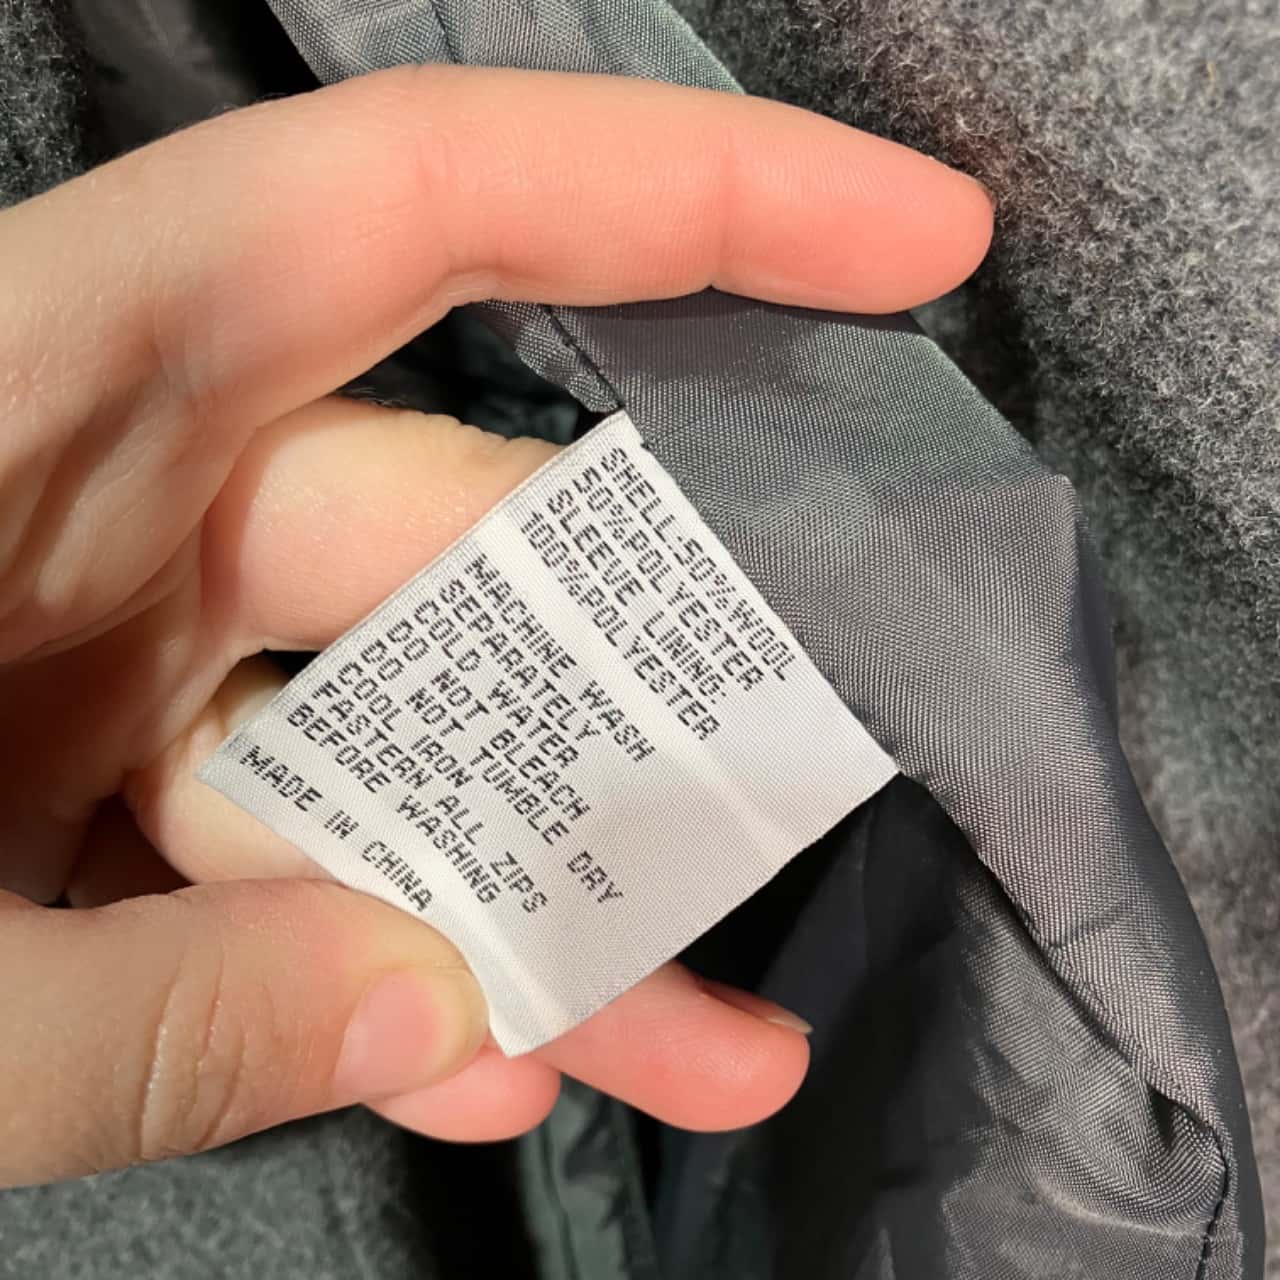 SHELL-50%WOOL
50%POLYESTER
SLEEVE LINING:
100%POLYESTER
MACHINE WASH
SEPARATELY
COLD WATER
DO NOT BLEACH
DO NOT TUMBLE DRY
COOL IRON
FASTERN ALL ZIPS
BEFORE WASHING
MADE IN CHINA